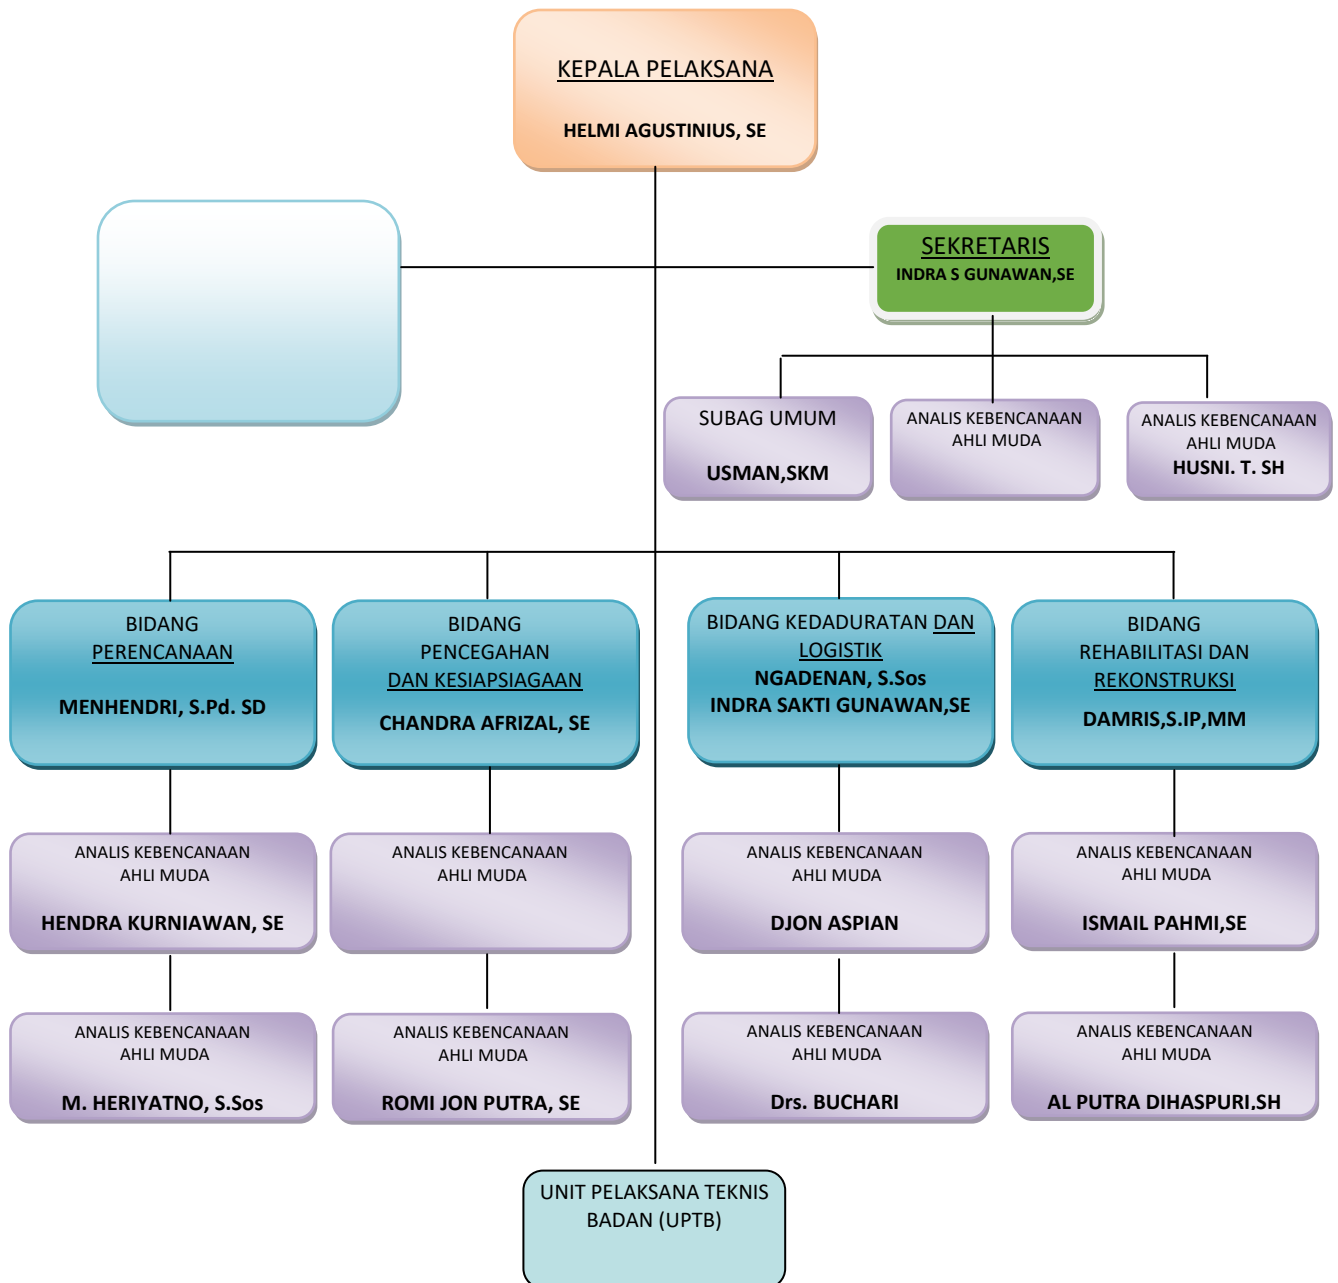 KEPALA PELAKSANA
HELMI AGUSTINIUS, SE
SEKRETARIS
INDRA S GUNAWAN,SE
SUBAG UMUM
USMAN,SKM
ANALIS KEBENCANAAN
AHLI MUDA
ANALIS KEBENCANAAN
AHLI MUDA
HUSNI. T. SH
BIDANG
PERENCANAAN
MENHENDRI, S.Pd. SD
BIDANG
PENCEGAHAN
DAN KESIAPSIAGAAN
CHANDRA AFRIZAL, SE
BIDANG KEDADURATAN DAN
LOGISTIK
NGADENAN, S.Sos
INDRA SAKTI GUNAWAN,SE
BIDANG
REHABILITASI DAN
REKONSTRUKSI
DAMRIS,S.IP,MM
ANALIS KEBENCANAAN
AHLI MUDA
HENDRA KURNIAWAN, SE
ANALIS KEBENCANAAN
AHLI MUDA
ANALIS KEBENCANAAN
AHLI MUDA
DJON ASPIAN
ANALIS KEBENCANAAN
AHLI MUDA
ISMAIL PAHMI,SE
ANALIS KEBENCANAAN
AHLI MUDA
M. HERIYATNO, S.Sos
ANALIS KEBENCANAAN
AHLI MUDA
ROMI JON PUTRA, SE
ANALIS KEBENCANAAN
AHLI MUDA
Drs. BUCHARI
ANALIS KEBENCANAAN
AHLI MUDA
AL PUTRA DIHASPURI.SH
UNIT PELAKSANA TEKNIS
BADAN (UPTB)